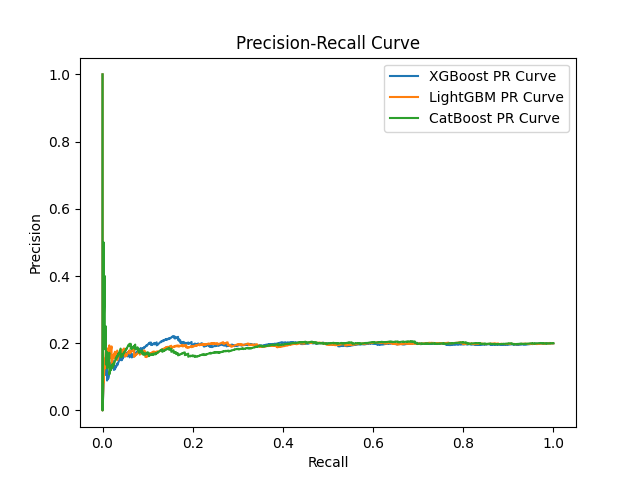 Precision-Recall Curve
XGBoost PR Curve
LightGBM PR Curve
CatBoost PR Curve
Precision
1.0
0.8
0.6
0.4
0.2
0.0
0.0 0.2 0.4 0.6 0.8 1.0
Recall